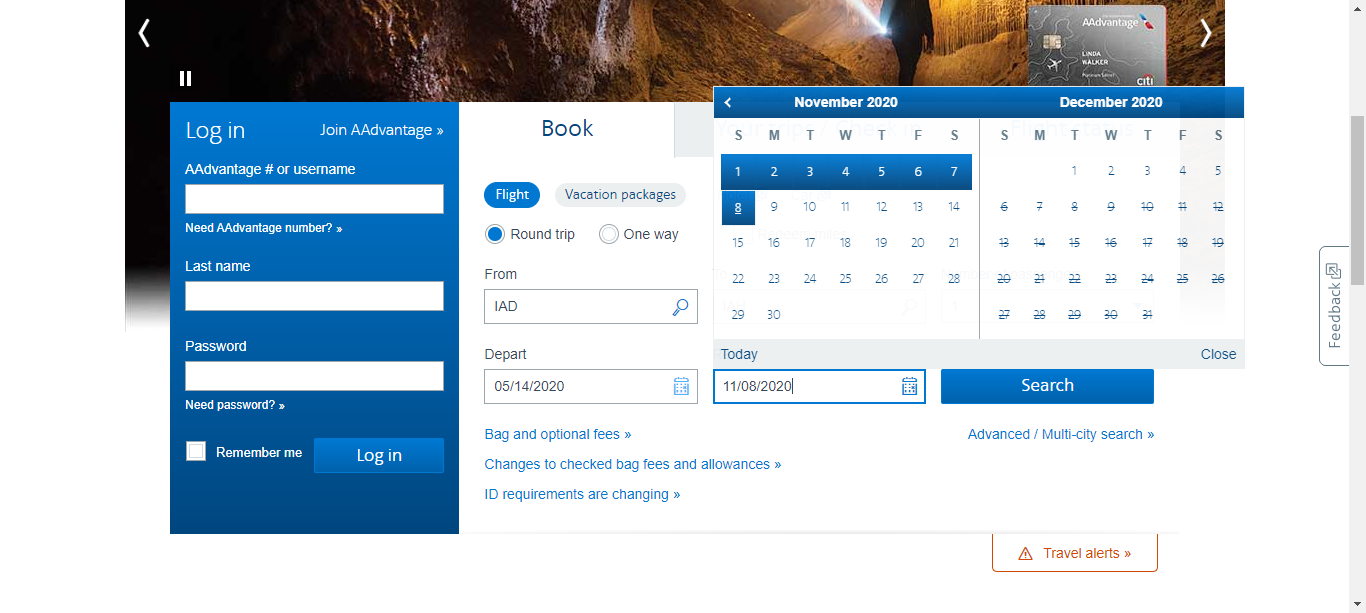 AAdvantage
LINDA
WALKER
citi
Log in
Join AAdvantage »
AAdvantage # or username
Need AAdvantage number? »
Last name
Password
Need password? »
Remember me
Log in
Book
Flight
Vacation packages
Round trip
One way
From
IAD
Depart
05/14/2020
November 2020
S M T W T F S
1 2 3 4 5 6 7
8 9 10 11 12 13 14
15 16 17 18 19 20 21
22 23 24 25 26 27 28
29 30
December 2020
S M T W T F S
1 2 3 4 5
6 7 8 9 10 11 12
13 14 15 16 17 18 19
20 21 22 23 24 25 26
27 28 29 30 31
Today
Close
11/08/2020
Search
Bag and optional fees »
Advanced / Multi-city search »
Changes to checked bag fees and allowances »
ID requirements are changing »
Travel alerts »
Feedback